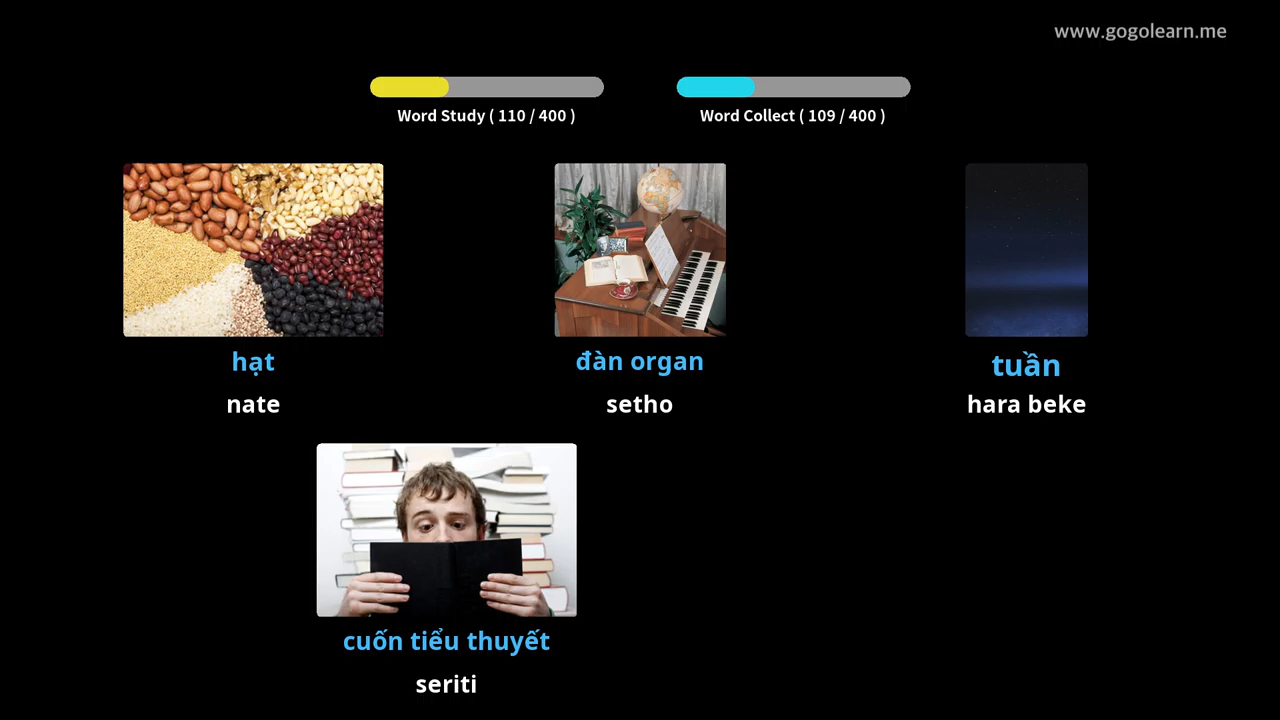 www.gogolearn.me
Word Study ( 110 / 400 )
Word Collect ( 109 / 400 )
hạt
nate
đàn organ
setho
tuần
hara beke
cuốn tiểu thuyết
seriti